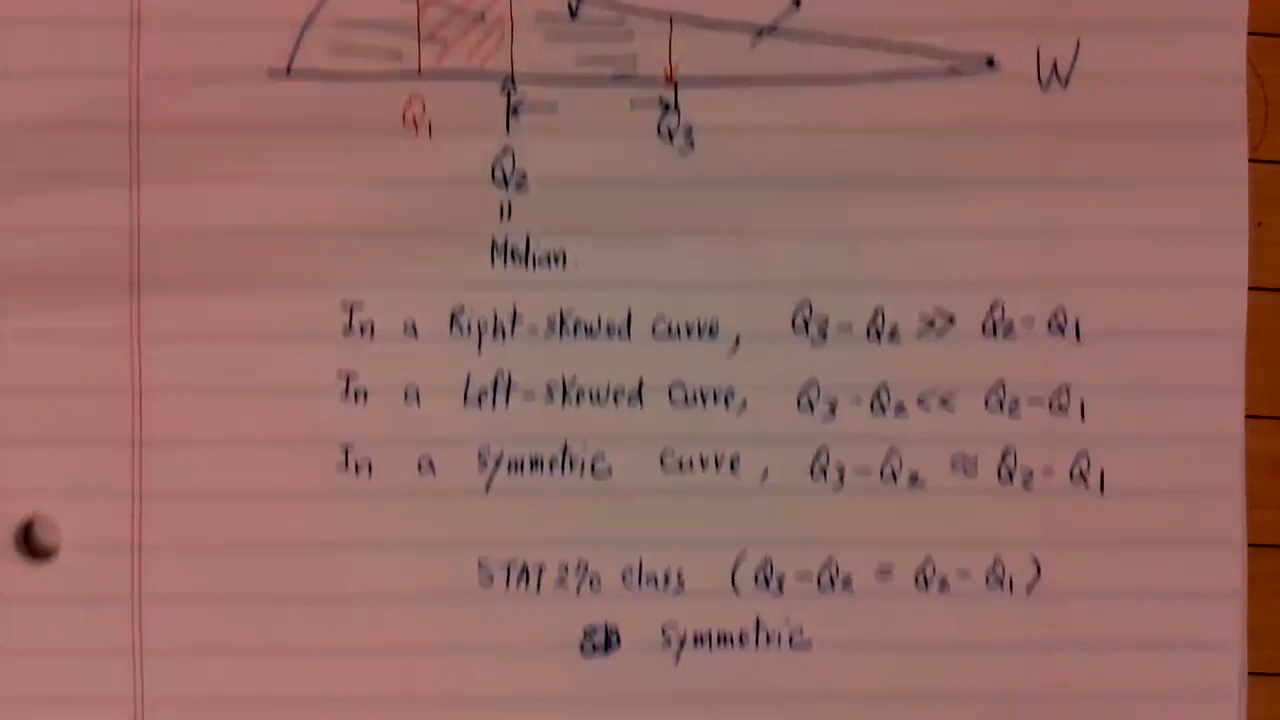 W
Q1 Q3
Q2
"
Median
In a Right-skewed curve, Q3 - Q2 >> Q2 - Q1
In a Left-skewed curve, Q3 - Q2 << Q2 - Q1
In a symmetric curve, Q3 - Q2 ≈ Q2 - Q1
class (Q3 - Q2 = Q2 - Q1)
symmetric